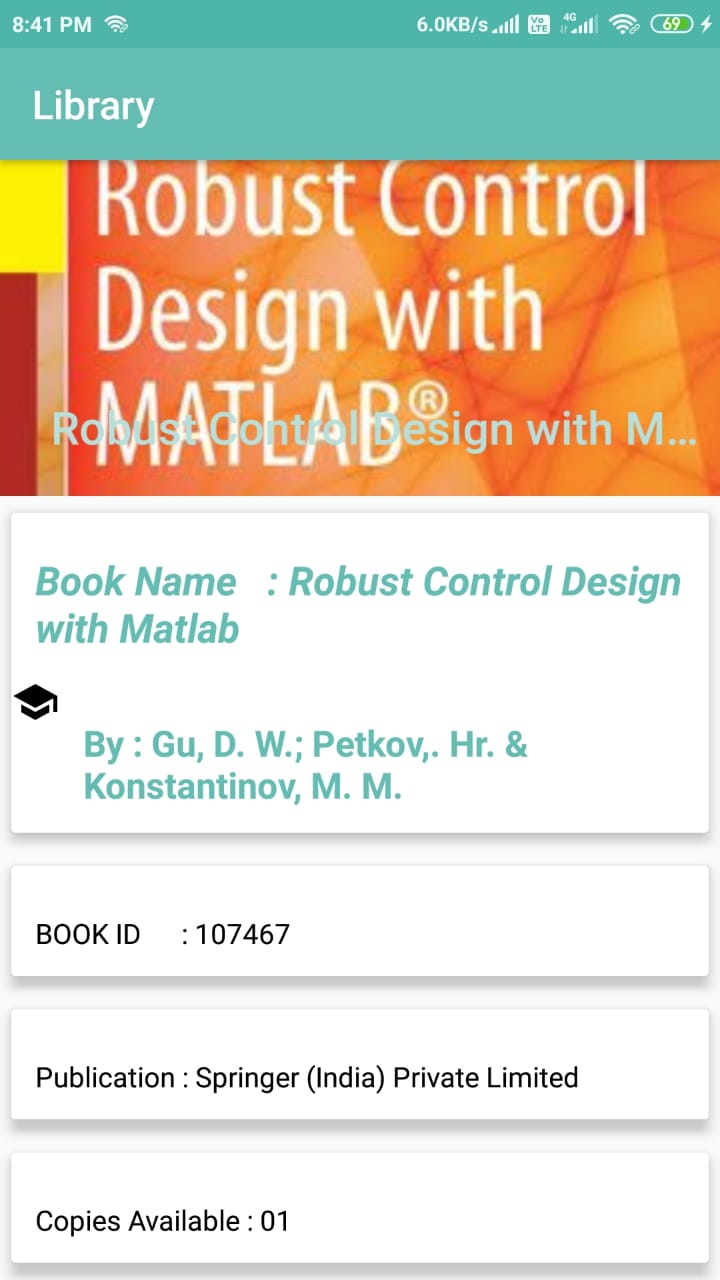 8:41 PM 6.0KB/s Vo LTE 4G 69
Library
Robust Control
Design with
MATLAB®
Robust Control Design with M...
Book Name : Robust Control Design
with Matlab
By : Gu, D. W.; Petkov,. Hr. &
Konstantinov, M. M.
BOOK ID : 107467
Publication : Springer (India) Private Limited
Copies Available : 01